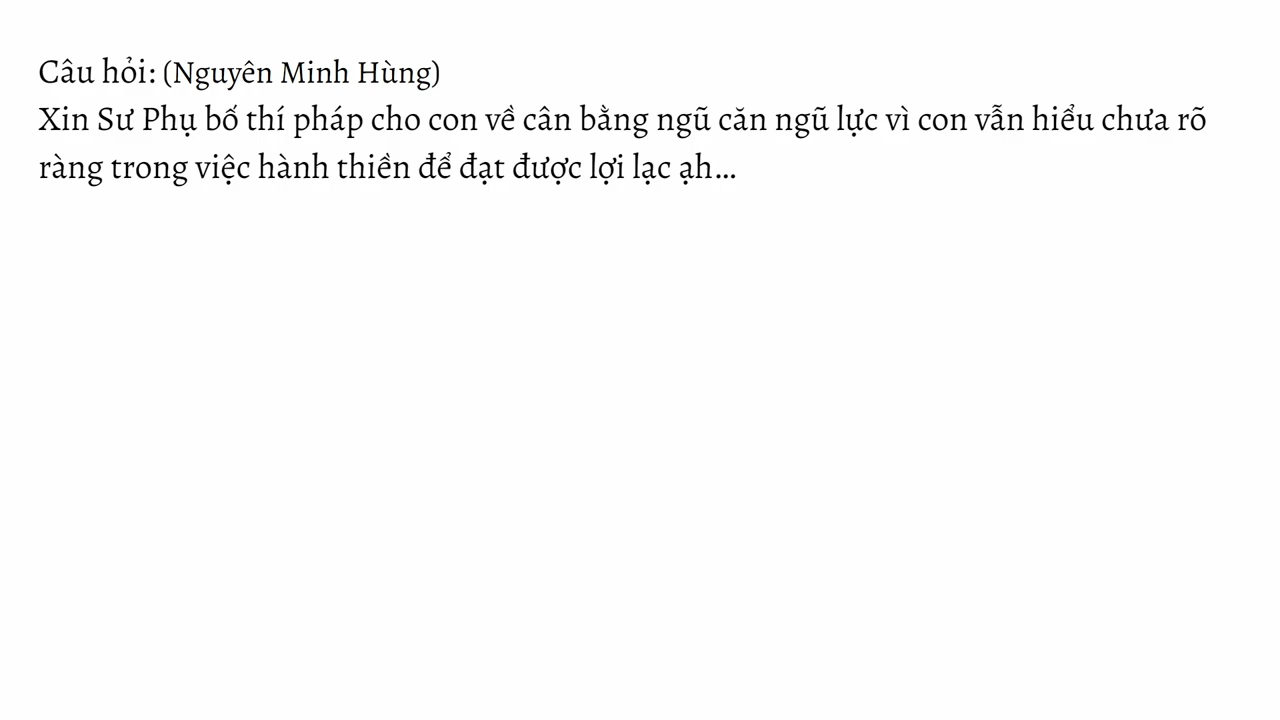 Câu hỏi: (Nguyên Minh Hùng)
Xin Sư Phụ bố thí pháp cho con về cân bằng ngũ căn ngũ lực vì con vẫn hiểu chưa rõ
ràng trong việc hành thiền để đạt được lợi lạc ạh...